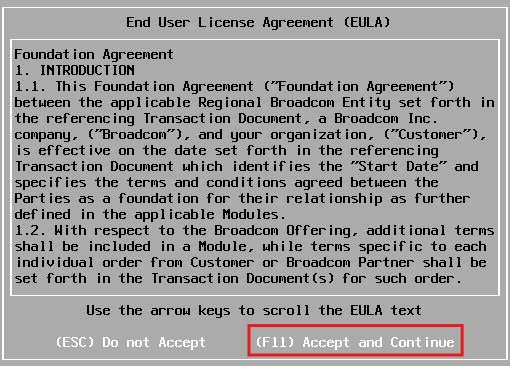 End User License Agreement (EULA)
Foundation Agreement
1. INTRODUCTION
1.1. This Foundation Agreement ("Foundation Agreement")
between the applicable Regional Broadcom Entity set forth in
the referencing Transaction Document, a Broadcom Inc.
company, ("Broadcom"), and your organization, ("Customer"),
is effective on the date set forth in the referencing
Transaction Document which identifies the "Start Date" and
specifies the terms and conditions agreed between the
Parties as a foundation for their relationship as further
defined in the applicable Modules.
1.2. With respect to the Broadcom Offering, additional terms
shall be included in a Module, while terms specific to each
individual order from Customer or Broadcom Partner shall be
set forth in the Transaction Document(s) for such order.
Use the arrow keys to scroll the EULA text
(ESC) Do not Accept (F11) Accept and Continue